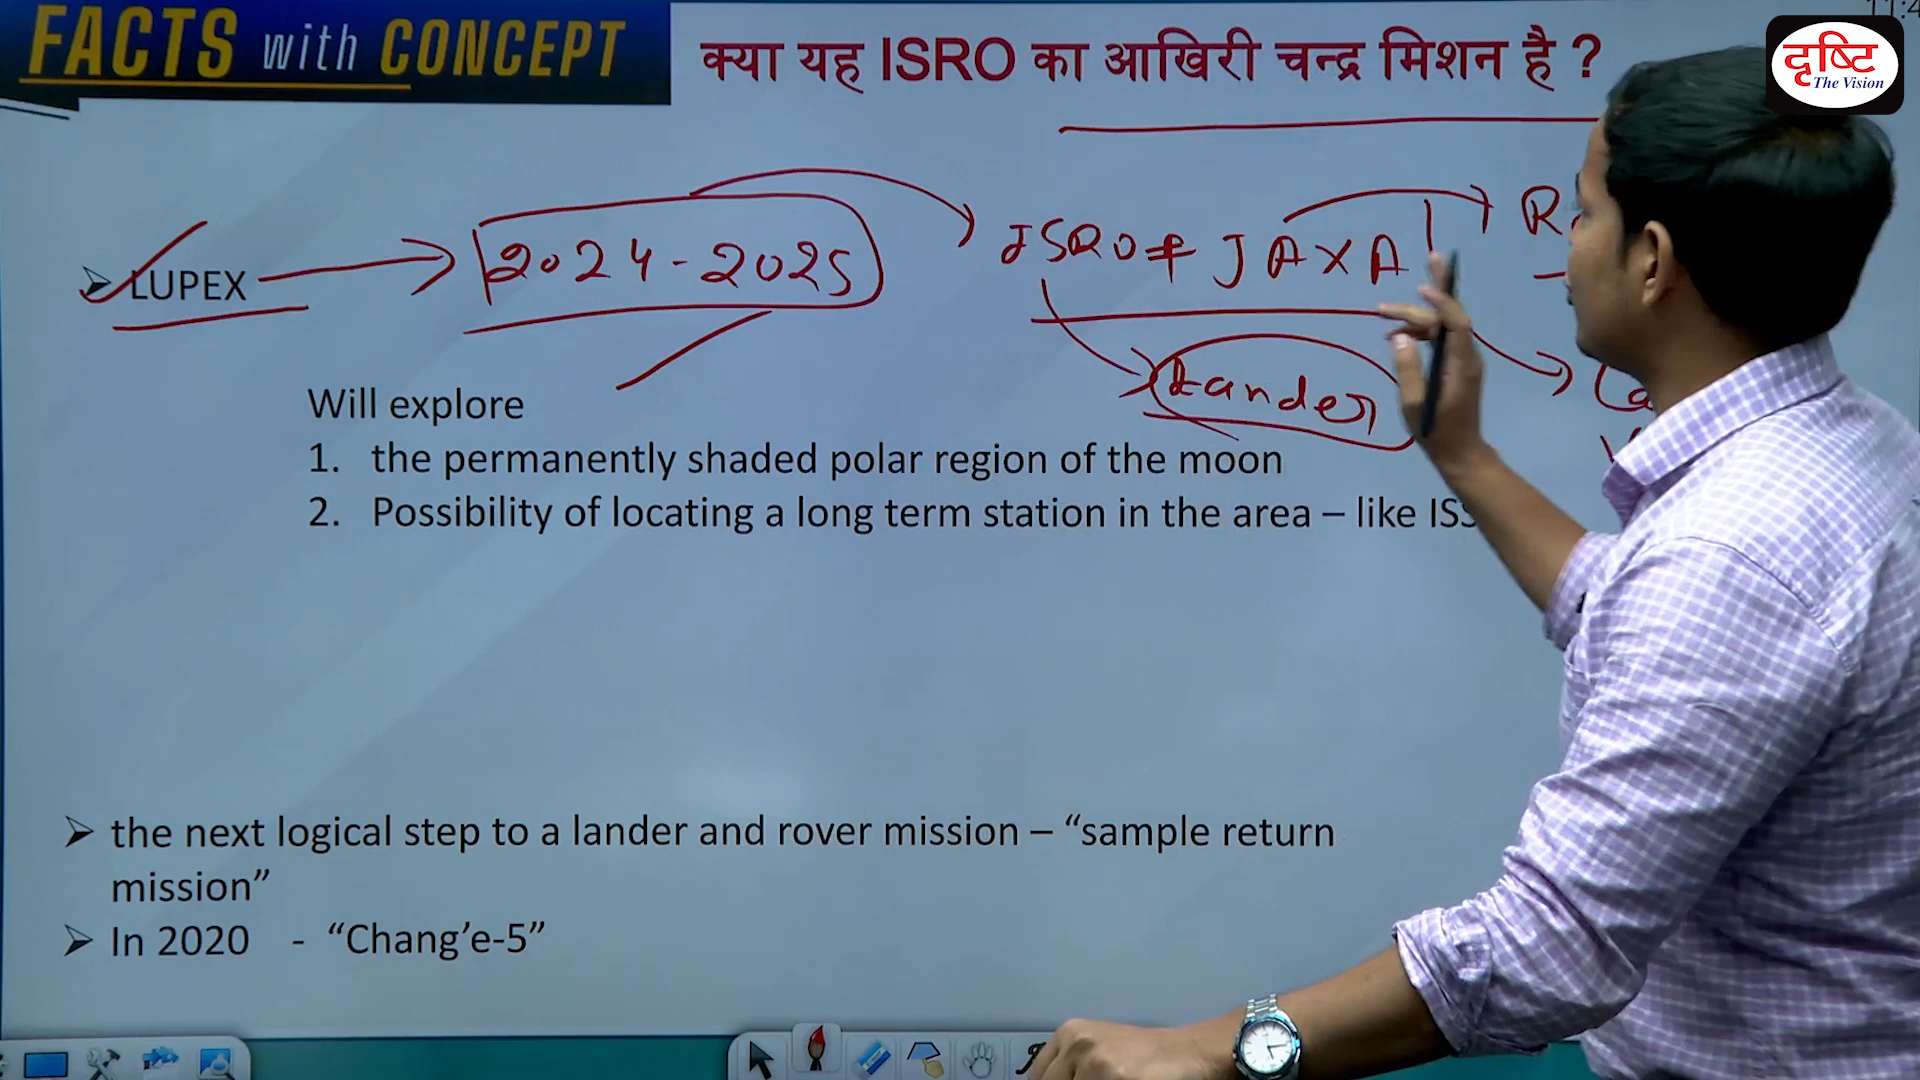 FACTS with CONCEPT
क्या यह ISRO का आखिरी चन्द्र मिशन है ?
दृष्टि
The Vision
LUPEX
2024-2025
ISRO + JAXA
Lander
Will explore
1. the permanently shaded polar region of the moon
2. Possibility of locating a long term station in the area – like
➢ the next logical step to a lander and rover mission – “sample return
mission”
➢ In 2020 - “Chang’e-5”